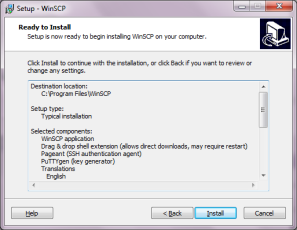 Setup - WinSCP
Ready to Install
Setup is now ready to begin installing WinSCP on your computer.
Click Install to continue with the installation, or click Back if you want to review or
change any settings.
Destination location:
C:\Program Files\WinSCP
Setup type:
Typical installation
Selected components:
WinSCP application
Drag & drop shell extension (allows direct downloads, may require restart)
Pageant (SSH authentication agent)
PuTTYgen (key generator)
Translations
English
Help
< Back
Install
Cancel